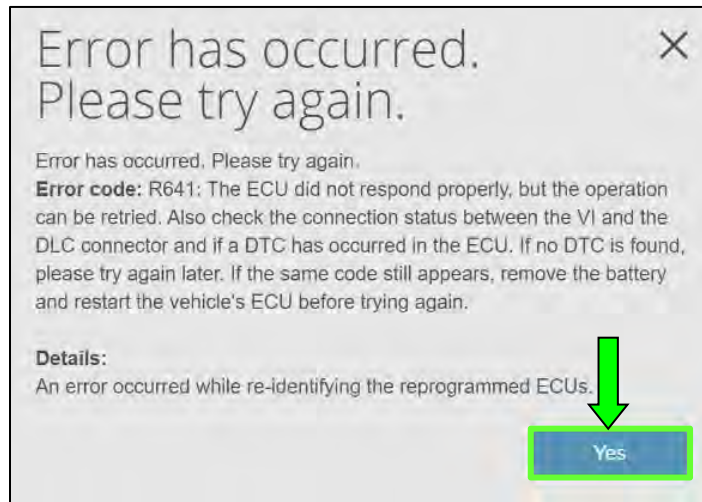 Error has occurred.
Please try again.
Error has occurred. Please try again.
Error code: R641: The ECU did not respond properly, but the operation
can be retried. Also check the connection status between the VI and the
DLC connector and if a DTC has occurred in the ECU. If no DTC is found,
please try again later. If the same code still appears, remove the battery
and restart the vehicle's ECU before trying again.
Details:
An error occurred while re-identifying the reprogrammed ECUs.
Yes